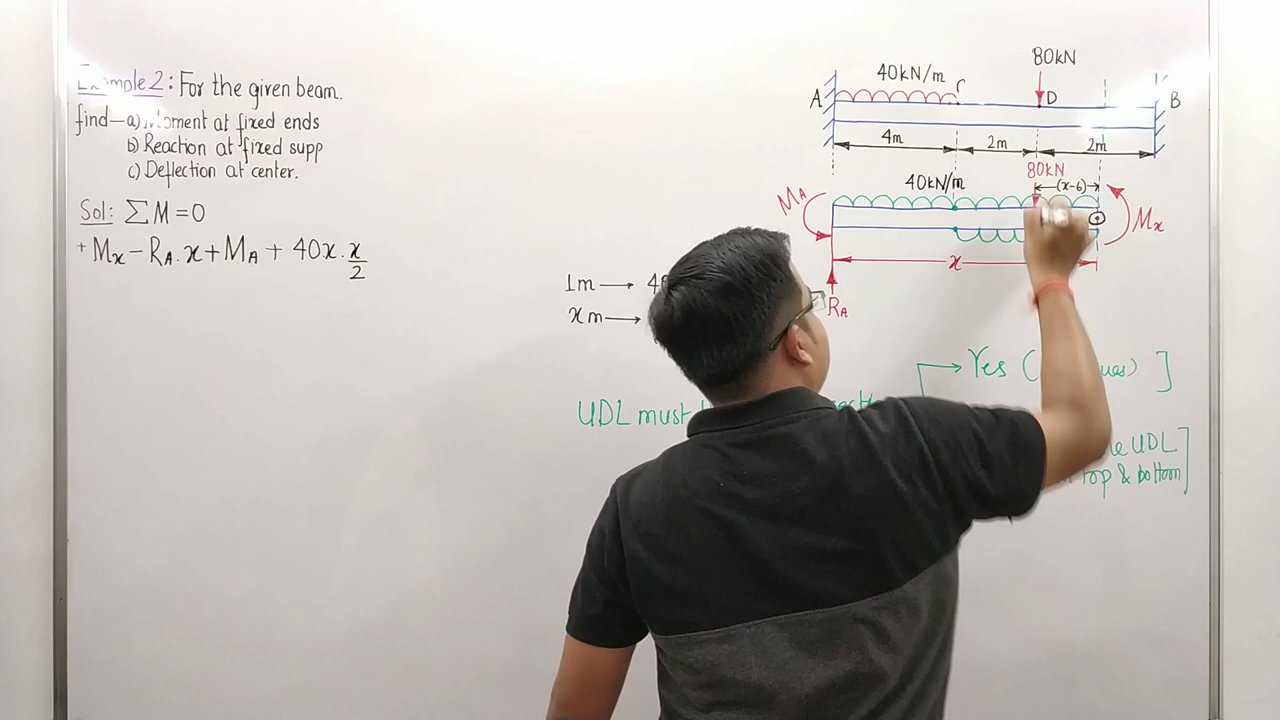 Example 2: For the given beam.
find—a) Moment at fixed ends
b) Reaction at fixed supp
c) Deflection at center.
Sol: ΣM=0
+ Mx − RA. x + MA + 40x. x/2
80kN
40kN/m
A
C
D
B
4m
2m
2m
80kN
40kN/m
(x-6)
MA
Mx
x
RA
1m → 4
x m →
Yes (
]
UDL must
UDL
top & bottom]